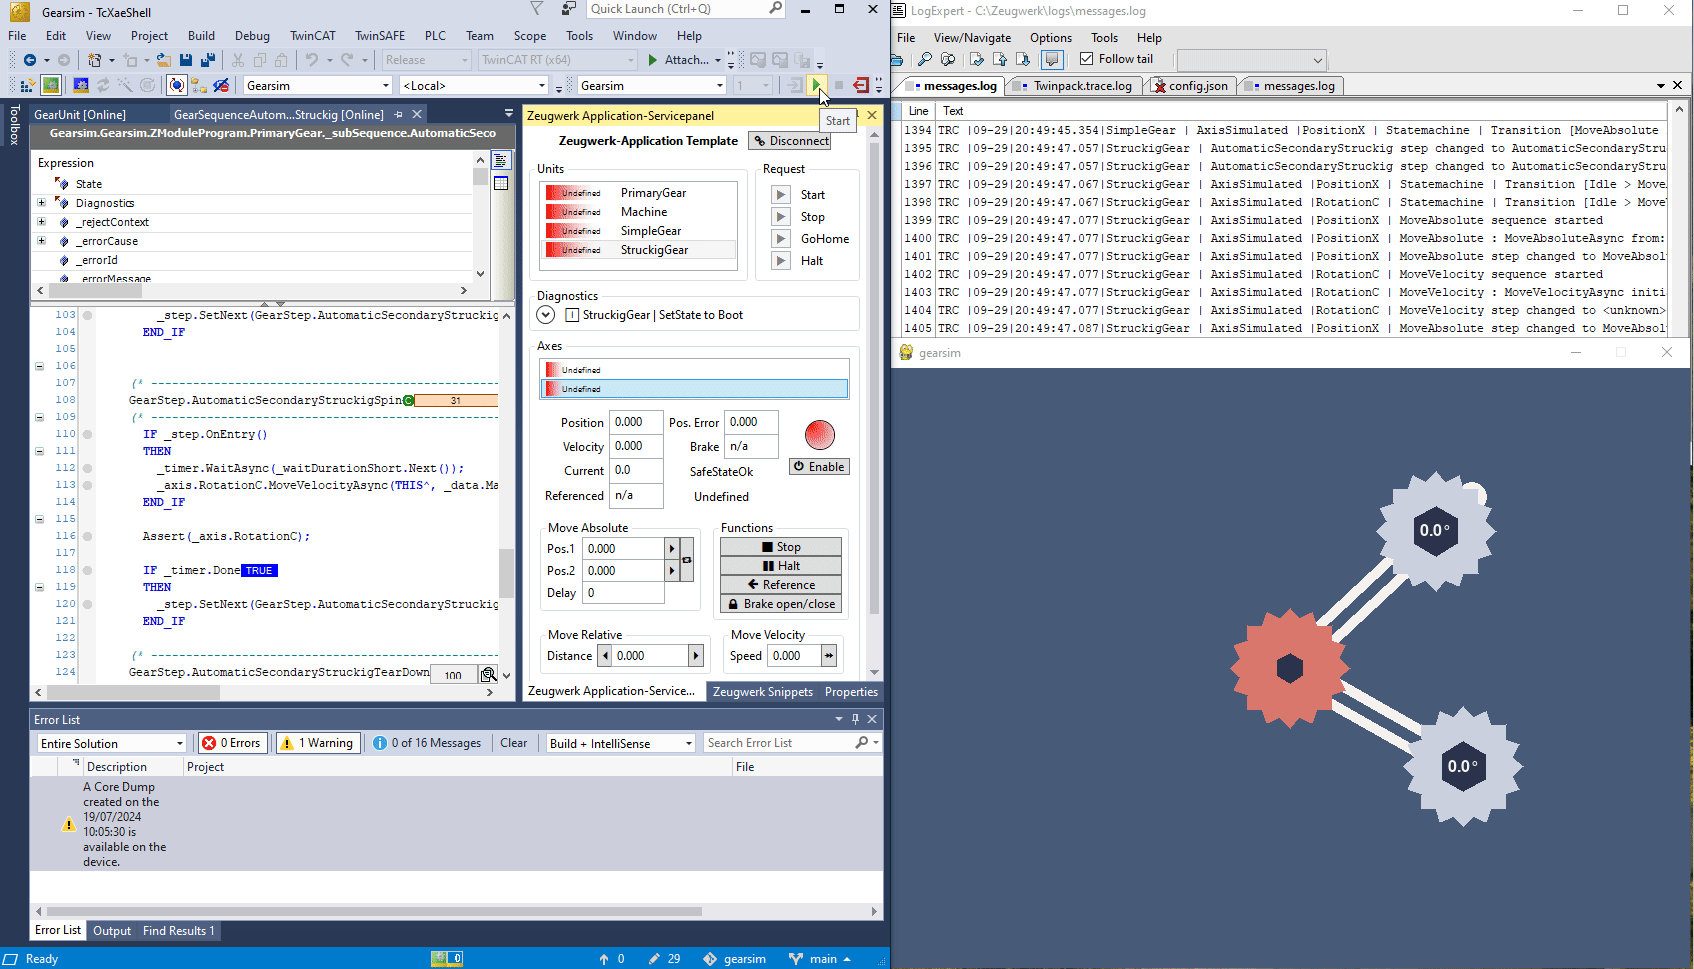 Gearsim - TcXaeShell
Quick Launch (Ctrl+Q)
File Edit View Project Build Debug TwinCAT TwinSAFE PLC Team Scope Tools Window Help
Release TwinCAT RT (x64) Attach...
Gearsim <Local> Gearsim 1
Start
Toolbox
GearUnit [Online] GearSequenceAutom...Struckig [Online]
Gearsim.Gearsim.ZModuleProgram.PrimaryGear._subSequence.AutomaticSeco
Expression
State
Diagnostics
_rejectContext
_errorCause
_errorId
_errorMessage
103 _step.SetNext(GearStep.AutomaticSecondaryStruckig
104 END_IF
105
106
107 (* --------------------------------------------------
108 GearStep.AutomaticSecondaryStruckigSpin 31
109 (* --------------------------------------------------
110 IF _step.OnEntry()
111 THEN
112 _timer.WaitAsync(_waitDurationShort.Next());
113 _axis.RotationC.MoveVelocityAsync(THIS^, _data.Ma
114 END_IF
115
116 Assert(_axis.RotationC);
117
118 IF _timer.Done TRUE
119 THEN
120 _step.SetNext(GearStep.AutomaticSecondaryStruckig
121 END_IF
122
123 (* --------------------------------------------------
124 GearStep.AutomaticSecondaryStruckigTearDown 100
Zeugwerk Application-Servicepanel
Zeugwerk-Application Template Disconnect
Units
Undefined PrimaryGear
Undefined Machine
Undefined SimpleGear
Undefined StruckigGear
Request
Start
Stop
GoHome
Halt
Diagnostics
StruckigGear | SetState to Boot
Axes
Undefined
Undefined
Position 0.000 Pos. Error 0.000
Velocity 0.000 Brake n/a
Current 0.0 SafeStateOk
Referenced n/a Undefined
Enable
Move Absolute
Pos.1 0.000
Pos.2 0.000
Delay 0
Functions
Stop
Halt
Reference
Brake open/close
Move Relative
Distance 0.000
Move Velocity
Speed 0.000
Zeugwerk Application-Service... Zeugwerk Snippets Properties
Error List
Entire Solution 0 Errors 1 Warning 0 of 16 Messages Clear Build + IntelliSense Search Error List
Description Project File
A Core Dump
created on the
19/07/2024
10:05:30 is
available on the
device.
Error List Output Find Results 1
Ready 0 0 29 gearsim main
LogExpert - C:\Zeugwerk\logs\messages.log
File View/Navigate Options Tools Help
Follow tail
messages.log Twinpack.trace.log config.json messages.log
Line Text
1394 TRC |09-29|20:49:45.354|SimpleGear | AxisSimulated |PositionX | Statemachine | Transition [MoveAbsolute
1395 TRC |09-29|20:49:47.057|StruckigGear | AutomaticSecondaryStruckig step changed to AutomaticSecondaryStru
1396 TRC |09-29|20:49:47.057|StruckigGear | AutomaticSecondaryStruckig step changed to AutomaticSecondaryStru
1397 TRC |09-29|20:49:47.067|StruckigGear | AxisSimulated |PositionX | Statemachine | Transition [Idle > Move
1398 TRC |09-29|20:49:47.067|StruckigGear | AxisSimulated |RotationC | Statemachine | Transition [Idle > Move
1399 TRC |09-29|20:49:47.077|StruckigGear | AxisSimulated |PositionX | MoveAbsolute sequence started
1400 TRC |09-29|20:49:47.077|StruckigGear | AxisSimulated |PositionX | MoveAbsolute : MoveAbsoluteAsync from:
1401 TRC |09-29|20:49:47.077|StruckigGear | AxisSimulated |PositionX | MoveAbsolute step changed to MoveAbsol
1402 TRC |09-29|20:49:47.077|StruckigGear | AxisSimulated |RotationC | MoveVelocity sequence started
1403 TRC |09-29|20:49:47.077|StruckigGear | AxisSimulated |RotationC | MoveVelocity : MoveVelocityAsync initi
1404 TRC |09-29|20:49:47.077|StruckigGear | AxisSimulated |RotationC | MoveVelocity step changed to <unknown>
1405 TRC |09-29|20:49:47.087|StruckigGear | AxisSimulated |PositionX | MoveAbsolute step changed to MoveAbsol
gearsim
0.0°
0.0°